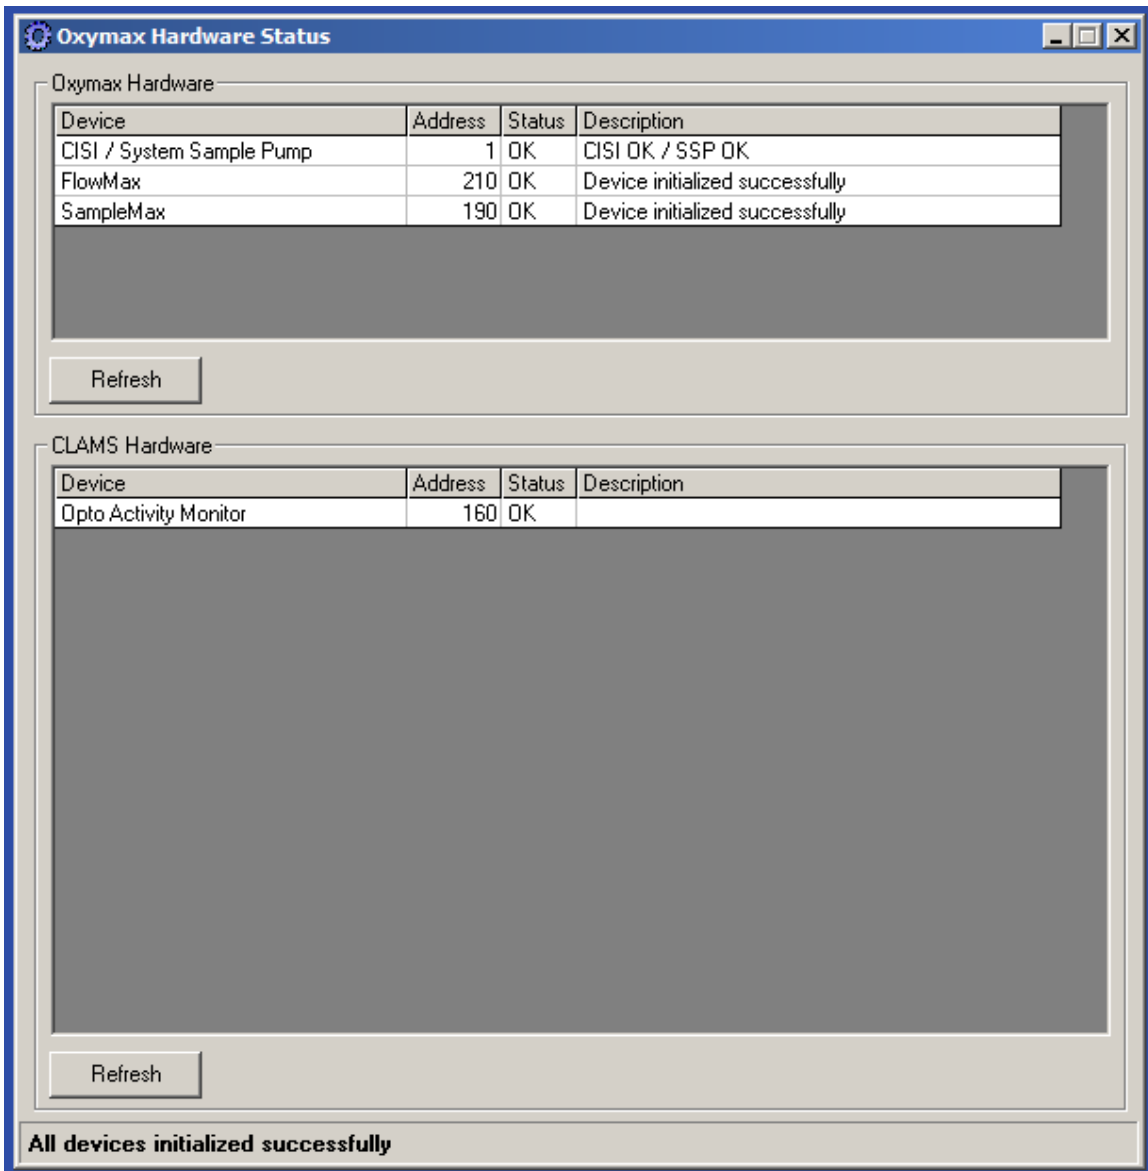 Oxymax Hardware Status
Oxymax Hardware
Device Address Status Description
CISI / System Sample Pump 1 OK CISI OK / SSP OK
FlowMax 210 OK Device initialized successfully
SampleMax 190 OK Device initialized successfully
Refresh
CLAMS Hardware
Device Address Status Description
Opto Activity Monitor 160 OK
Refresh
All devices initialized successfully